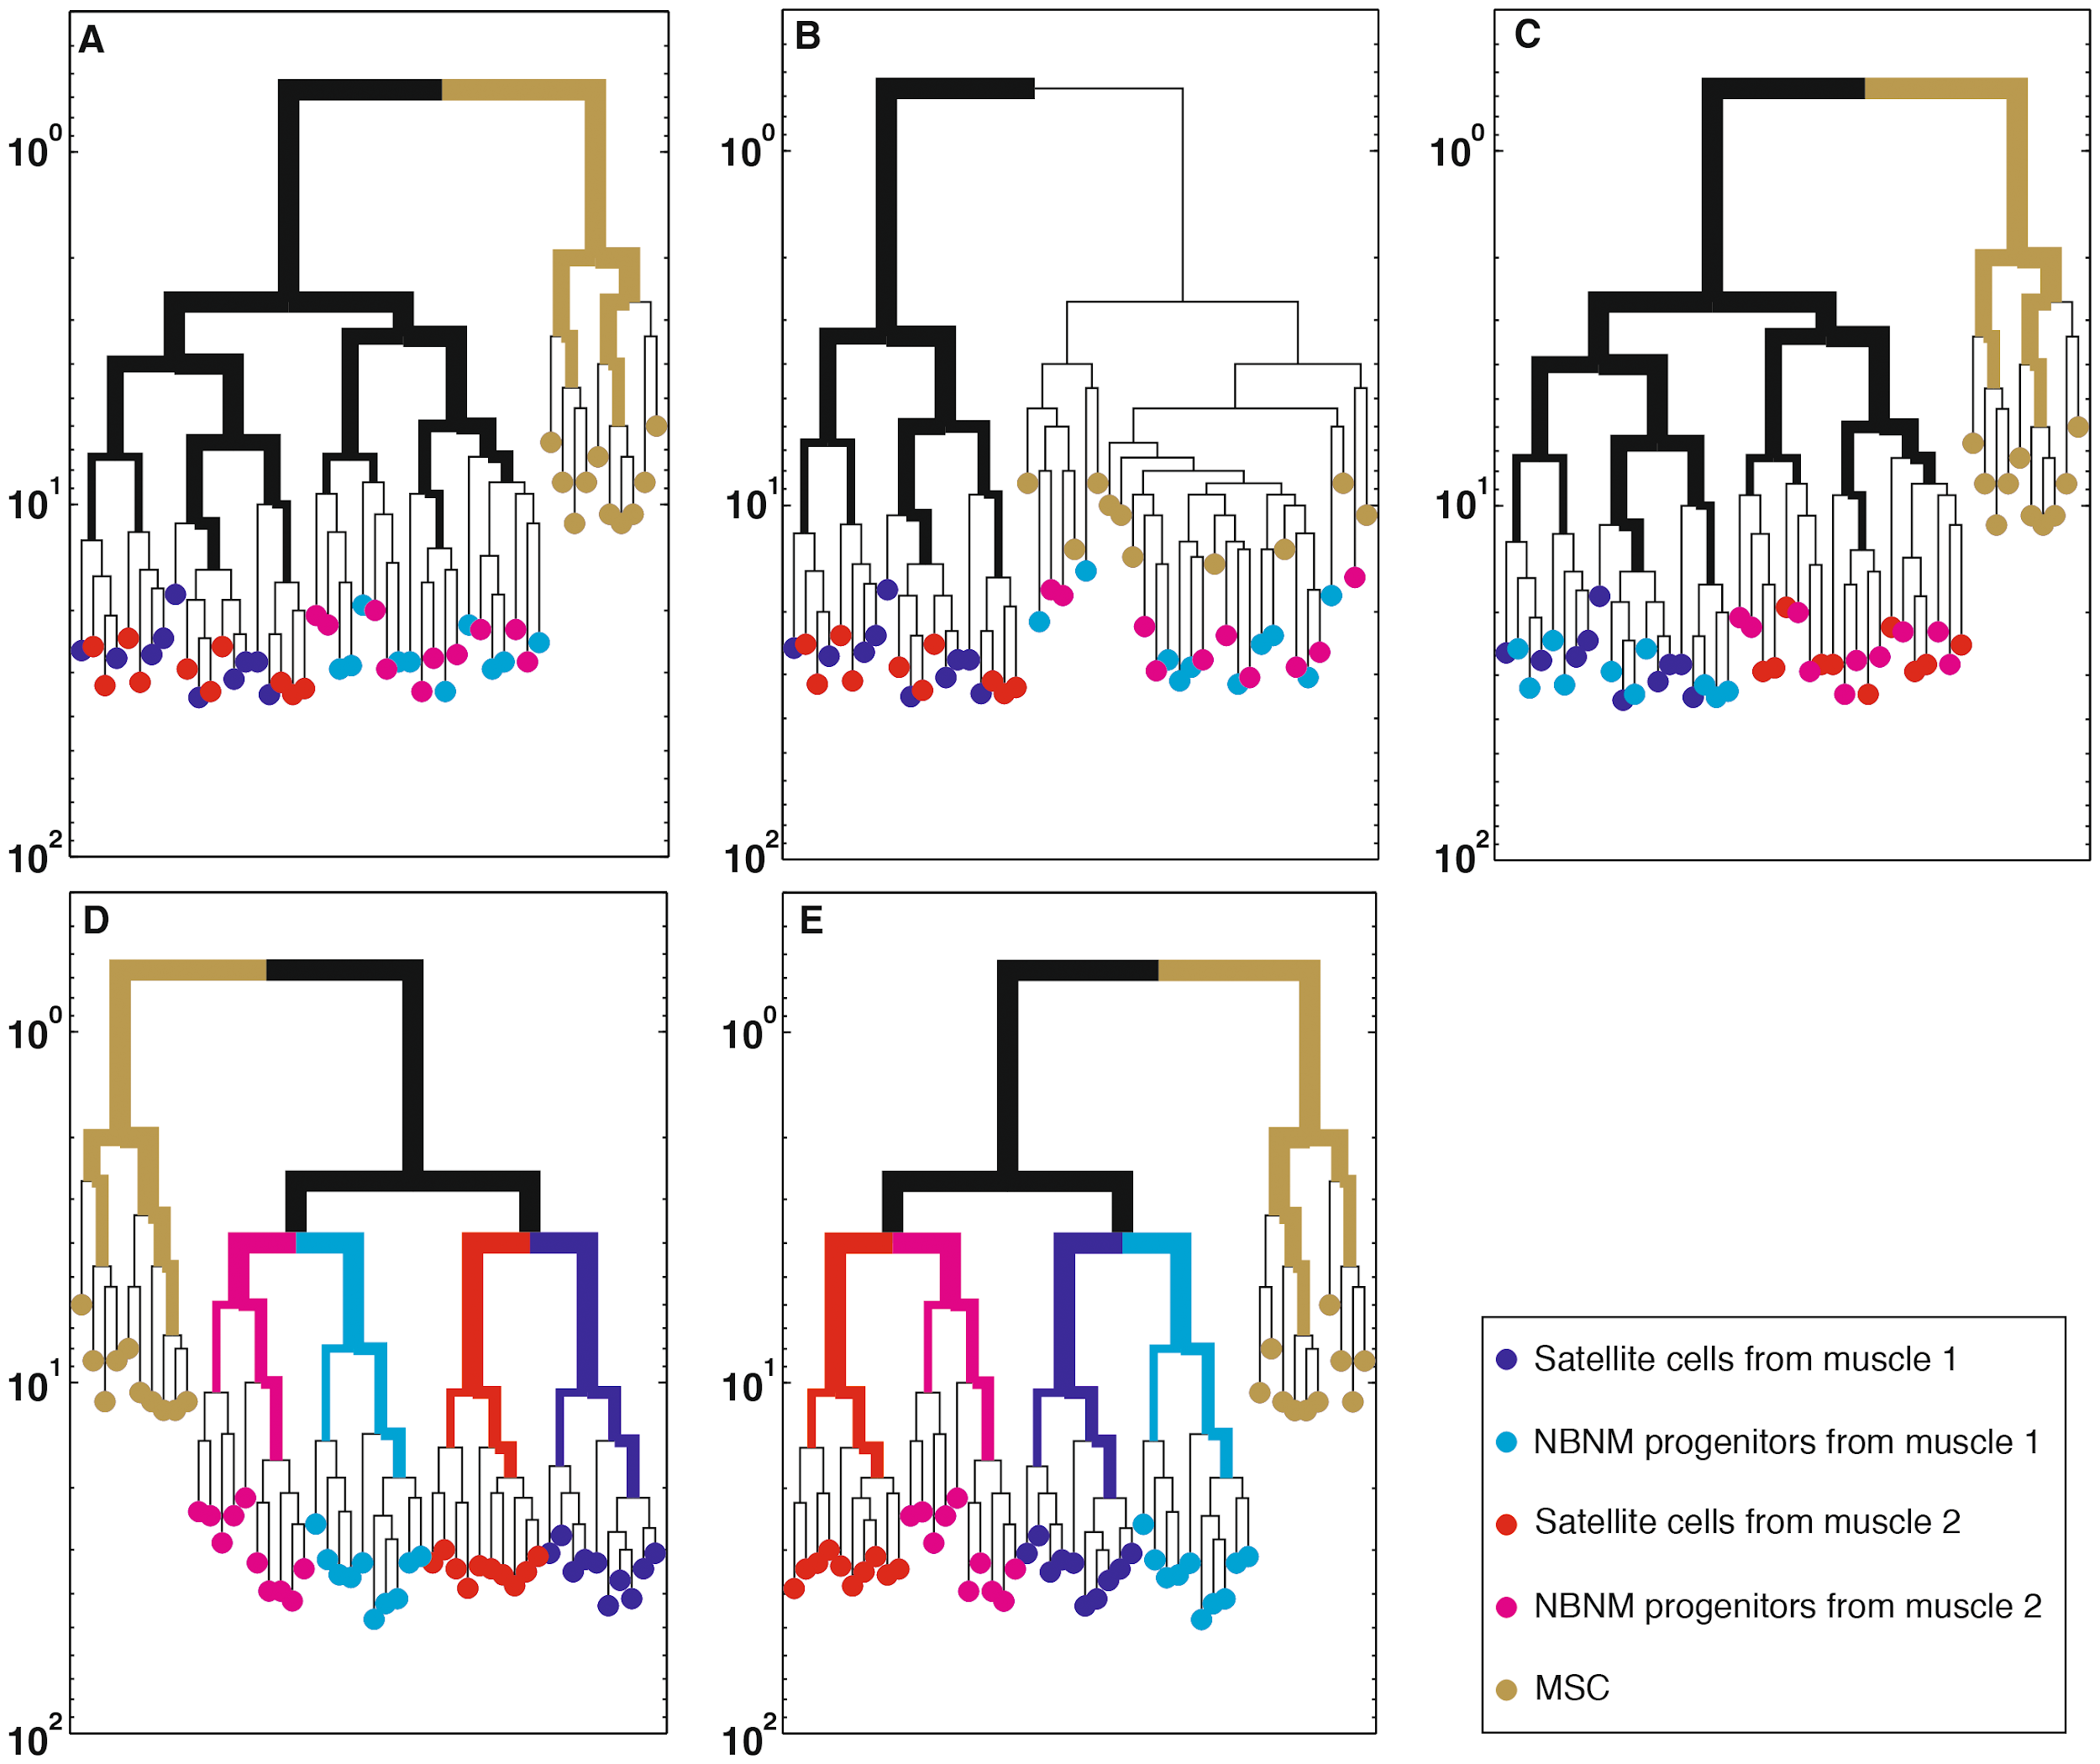 A
B
C
10^0
10^1
10^2
10^0
10^1
10^2
10^0
10^1
10^2
D
E
10^0
10^1
10^2
10^0
10^1
10^2
Satellite cells from muscle 1
NBNM progenitors from muscle 1
Satellite cells from muscle 2
NBNM progenitors from muscle 2
MSC